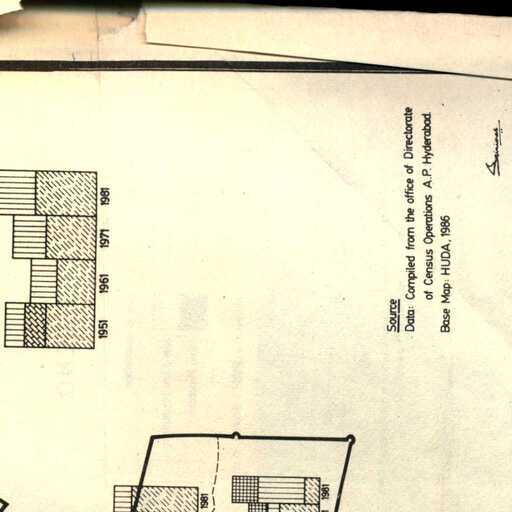 1951 1961 1971 1981
1981
1981
Source
Data: Compiled from the office of Directorate
of Census Operations A.P. Hyderabad.
Base Map: HUDA, 1986
Srinivas